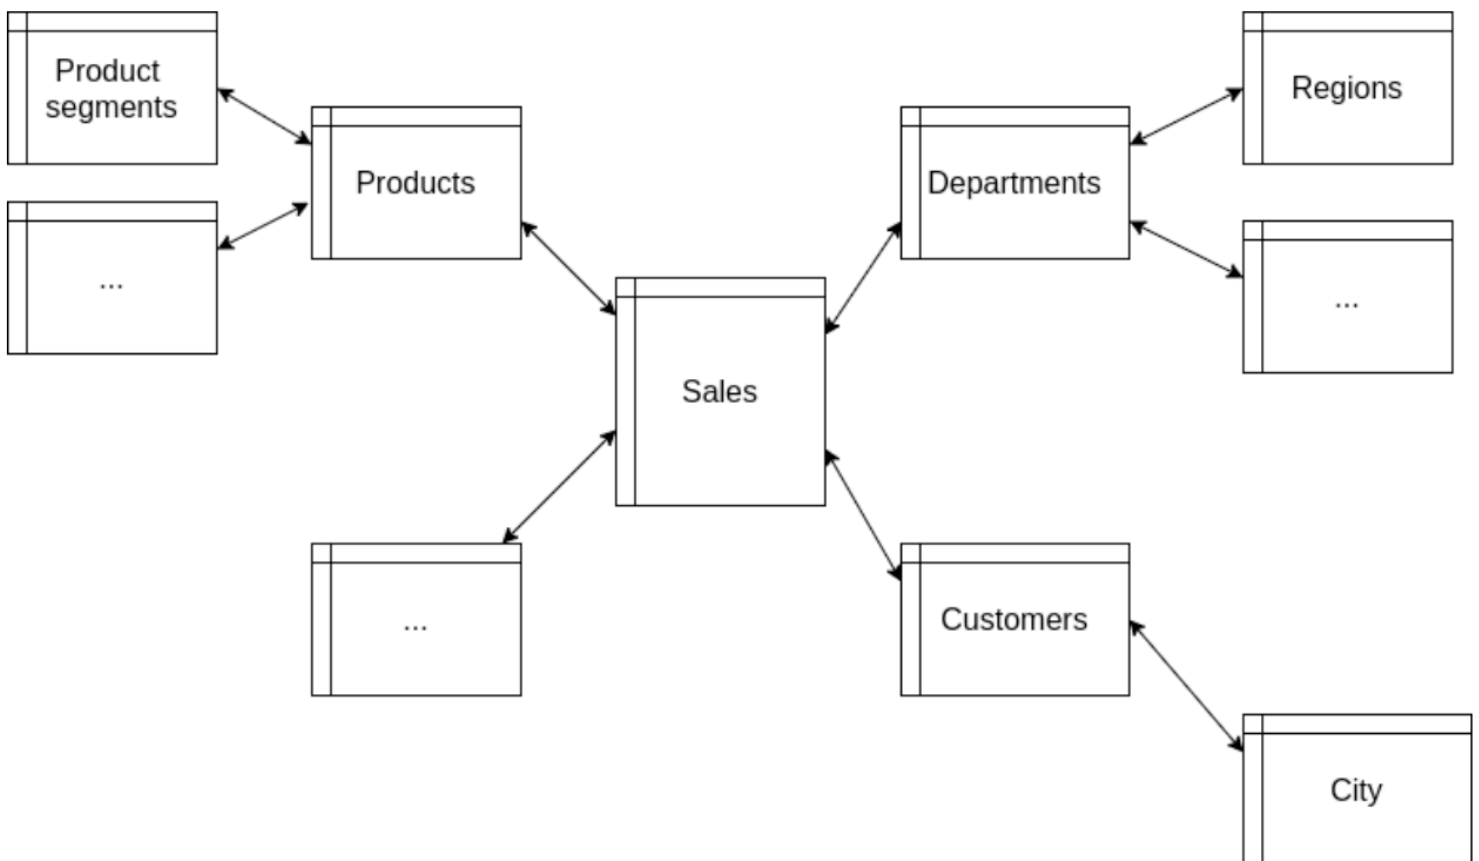 Product
segments
Regions
Products
Departments
...
...
Sales
...
Customers
City